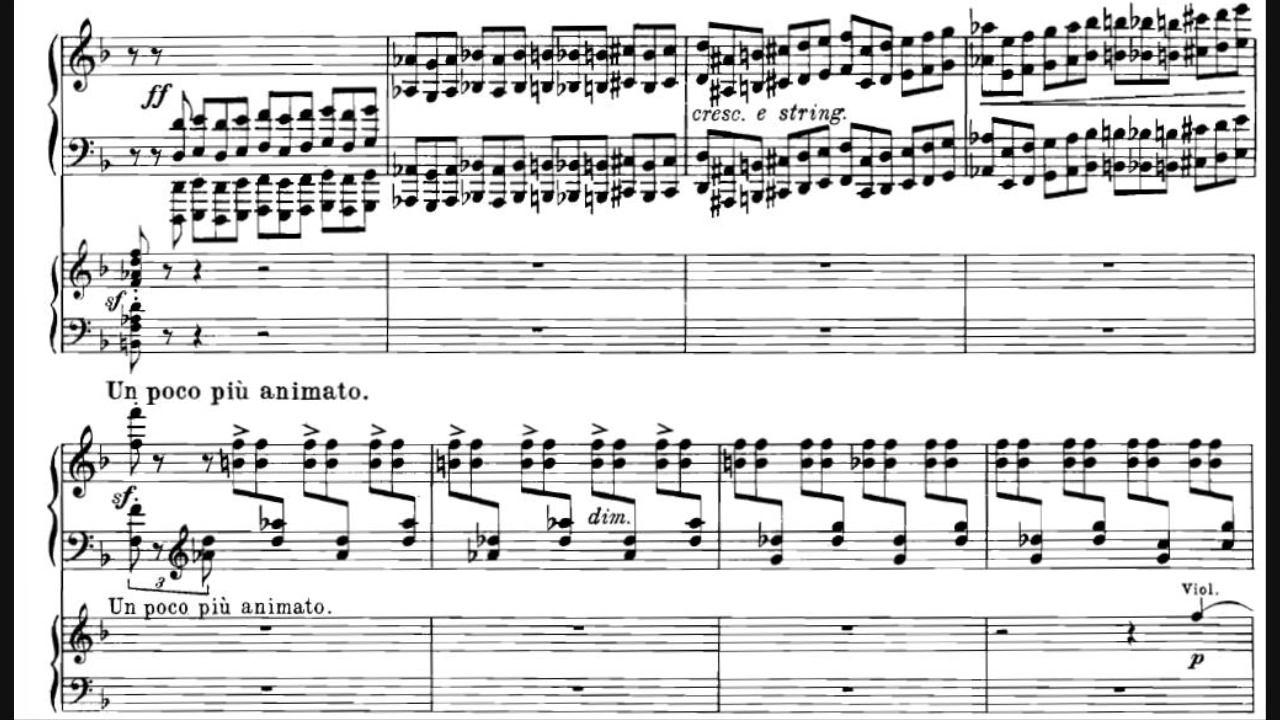 ff
cresc. e string.
sf
Un poco più animato.
sf
dim.
3
Un poco più animato.
Viol.
p